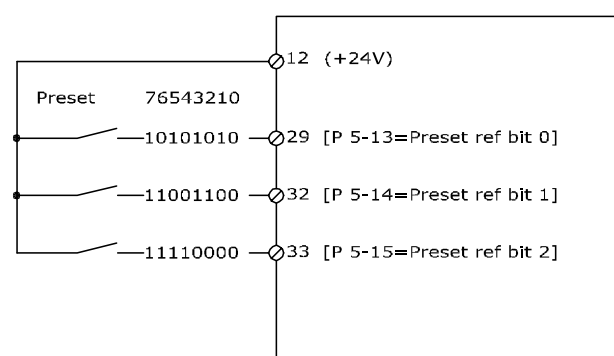 12 (+24V)
Preset 76543210
10101010 29 [P 5-13=Preset ref bit 0]
11001100 32 [P 5-14=Preset ref bit 1]
11110000 33 [P 5-15=Preset ref bit 2]